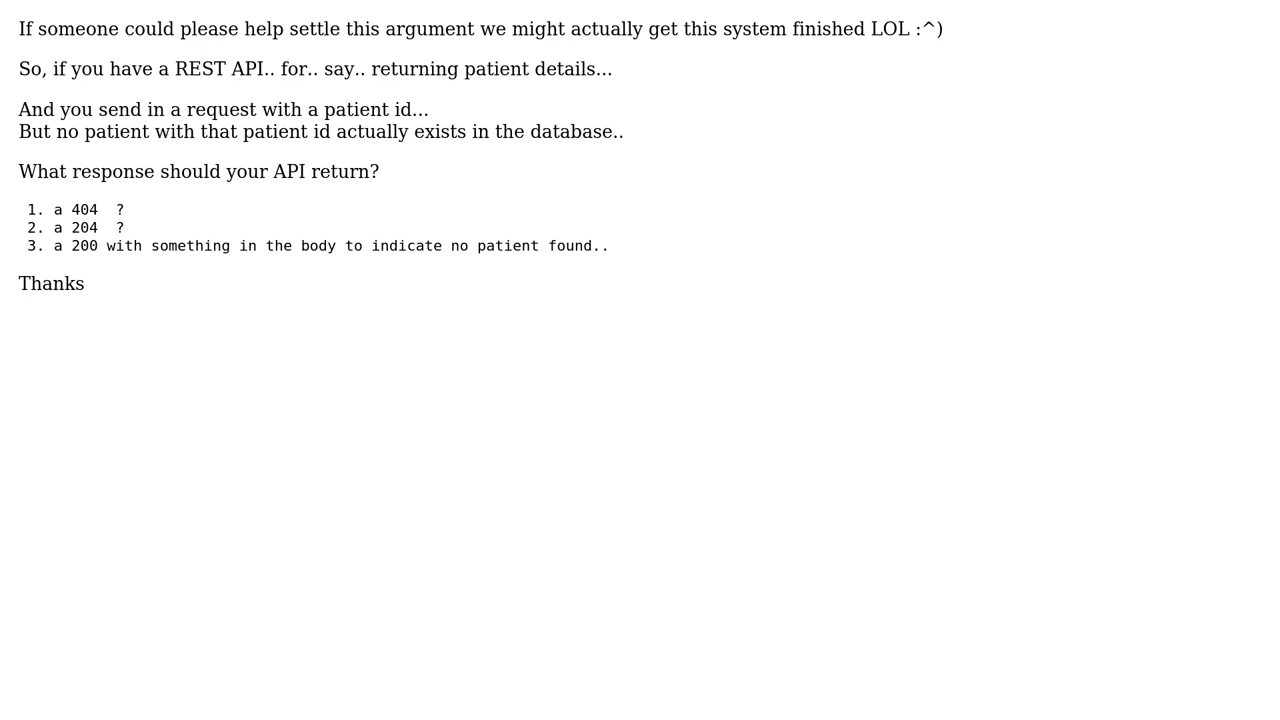 If someone could please help settle this argument we might actually get this system finished LOL :^)
So, if you have a REST API.. for.. say.. returning patient details...
And you send in a request with a patient id...
But no patient with that patient id actually exists in the database..
What response should your API return?
1. a 404  ?
2. a 204  ?
3. a 200 with something in the body to indicate no patient found..
Thanks